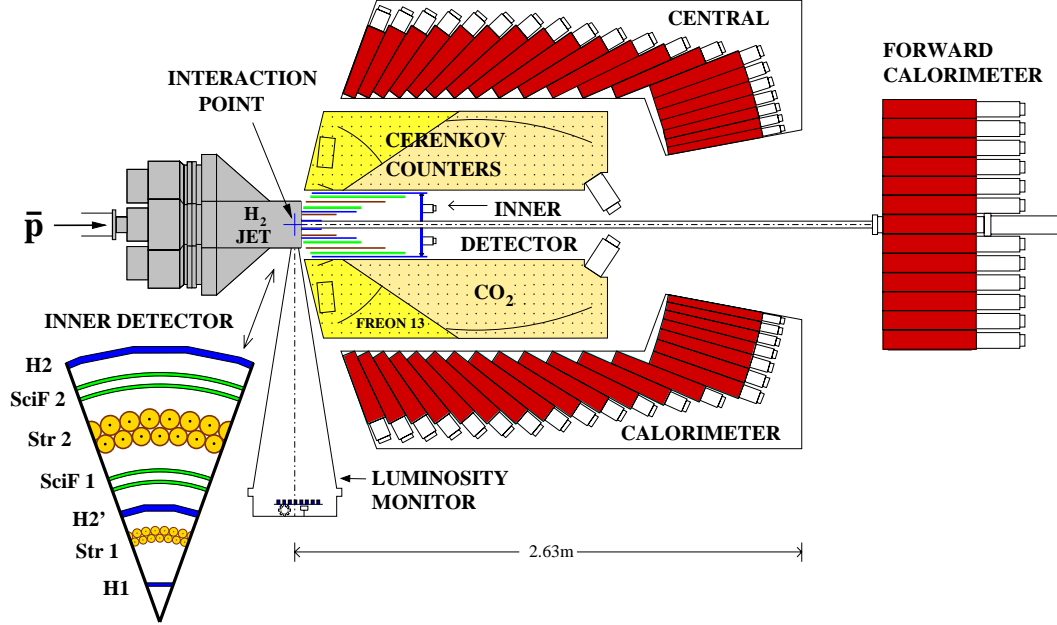 CENTRAL
FORWARD
CALORIMETER
INTERACTION
POINT
CERENKOV
COUNTERS
p̅
H₂
JET
INNER
DETECTOR
CO₂
FREON 13
INNER DETECTOR
H2
SciF 2
Str 2
SciF 1
H2'
Str 1
H1
CALORIMETER
LUMINOSITY
MONITOR
2.63m